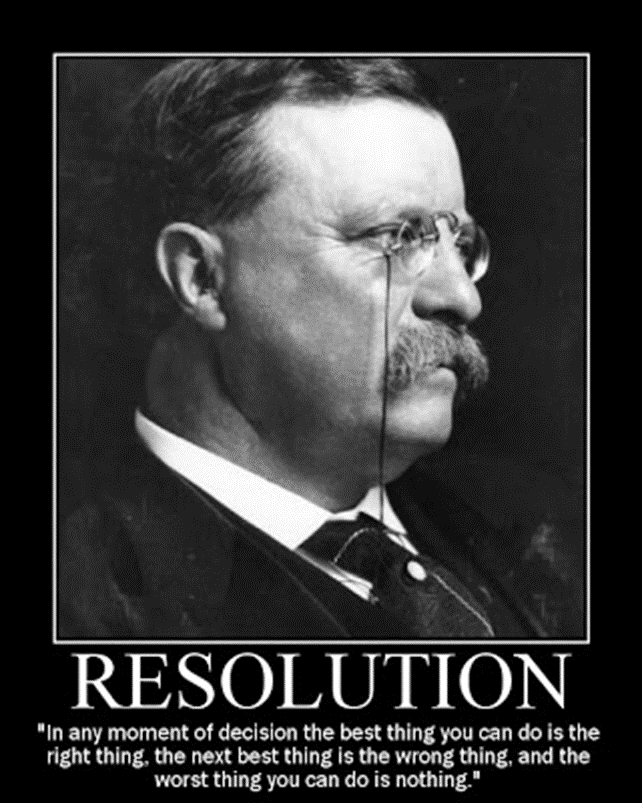 RESOLUTION
"In any moment of decision the best thing you can do is the
right thing, the next best thing is the wrong thing, and the
worst thing you can do is nothing."